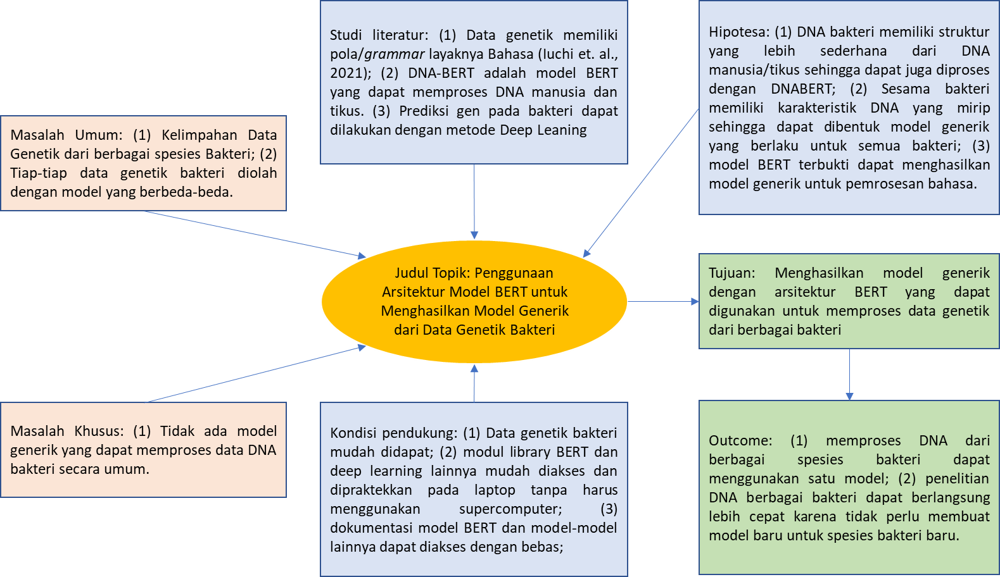 Masalah Umum: (1) Kelimpahan Data
Genetik dari berbagai spesies Bakteri; (2)
Tiap-tiap data genetik bakteri diolah
dengan model yang berbeda-beda.
Studi literatur: (1) Data genetik memiliki
pola/grammar layaknya Bahasa (Iuchi et. al.,
2021); (2) DNA-BERT adalah model BERT
yang dapat memproses DNA manusia dan
tikus. (3) Prediksi gen pada bakteri dapat
dilakukan dengan metode Deep Leaning
Hipotesa: (1) DNA bakteri memiliki struktur
yang lebih sederhana dari DNA
manusia/tikus sehingga dapat juga diproses
dengan DNABERT; (2) Sesama bakteri
memiliki karakteristik DNA yang mirip
sehingga dapat dibentuk model generik
yang berlaku untuk semua bakteri; (3)
model BERT terbukti dapat menghasilkan
model generik untuk pemrosesan bahasa.
Judul Topik: Penggunaan
Arsitektur Model BERT untuk
Menghasilkan Model Generik
dari Data Genetik Bakteri
Tujuan: Menghasilkan model generik
dengan arsitektur BERT yang dapat
digunakan untuk memproses data genetik
dari berbagai bakteri
Masalah Khusus: (1) Tidak ada model
generik yang dapat memproses data DNA
bakteri secara umum.
Kondisi pendukung: (1) Data genetik bakteri
mudah didapat; (2) modul library BERT dan
deep learning lainnya mudah diakses dan
dipraktekkan pada laptop tanpa harus
menggunakan supercomputer; (3)
dokumentasi model BERT dan model-model
lainnya dapat diakses dengan bebas;
Outcome: (1) memproses DNA dari
berbagai spesies bakteri dapat
menggunakan satu model; (2) penelitian
DNA berbagai bakteri dapat berlangsung
lebih cepat karena tidak perlu membuat
model baru untuk spesies bakteri baru.